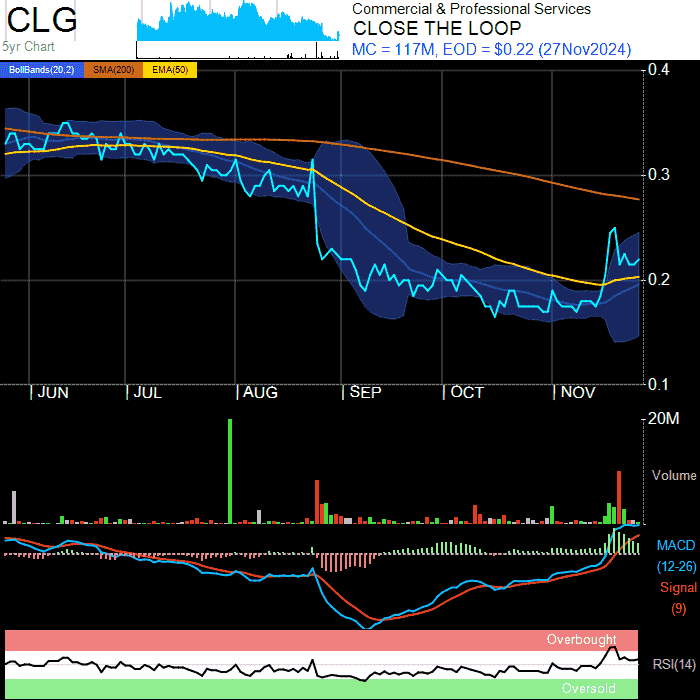 CLG
5yr Chart
Commercial & Professional Services
CLOSE THE LOOP
MC = 117M, EOD = $0.22 (27Nov2024)
BollBands(20,2) SMA(200) EMA(50)
0.4
0.3
0.2
0.1
JUN JUL AUG SEP OCT NOV
20M
Volume
MACD
(12-26)
Signal
(9)
Overbought
RSI(14)
Oversold